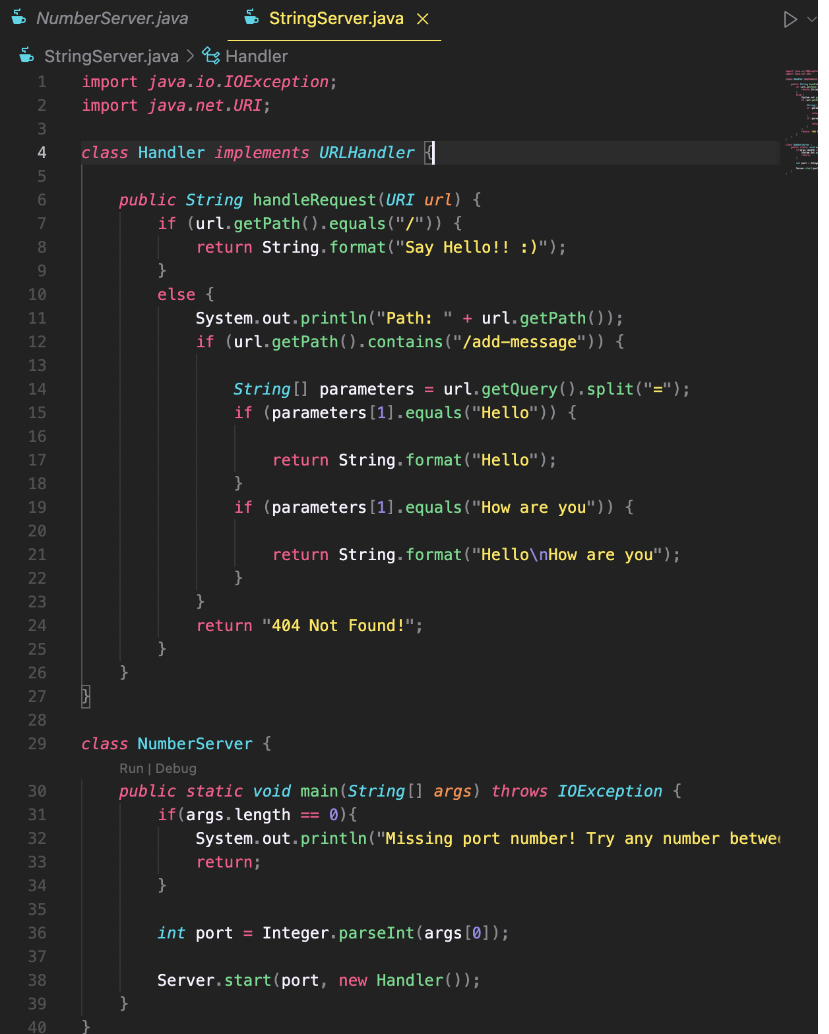 NumberServer.java StringServer.java ×
StringServer.java > Handler
1 import java.io.IOException;
2 import java.net.URI;
3
4 class Handler implements URLHandler {
5
6     public String handleRequest(URI url) {
7         if (url.getPath().equals("/")) {
8             return String.format("Say Hello!! :)");
9         }
10         else {
11             System.out.println("Path: " + url.getPath());
12             if (url.getPath().contains("/add-message")) {
13
14                 String[] parameters = url.getQuery().split("=");
15                 if (parameters[1].equals("Hello")) {
16
17                     return String.format("Hello");
18                 }
19                 if (parameters[1].equals("How are you")) {
20
21                     return String.format("Hello\nHow are you");
22                 }
23             }
24             return "404 Not Found!";
25         }
26     }
27 }
28
29 class NumberServer {
Run | Debug
30     public static void main(String[] args) throws IOException {
31         if(args.length == 0){
32             System.out.println("Missing port number! Try any number betwe
33             return;
34         }
35
36         int port = Integer.parseInt(args[0]);
37
38         Server.start(port, new Handler());
39     }
40 }